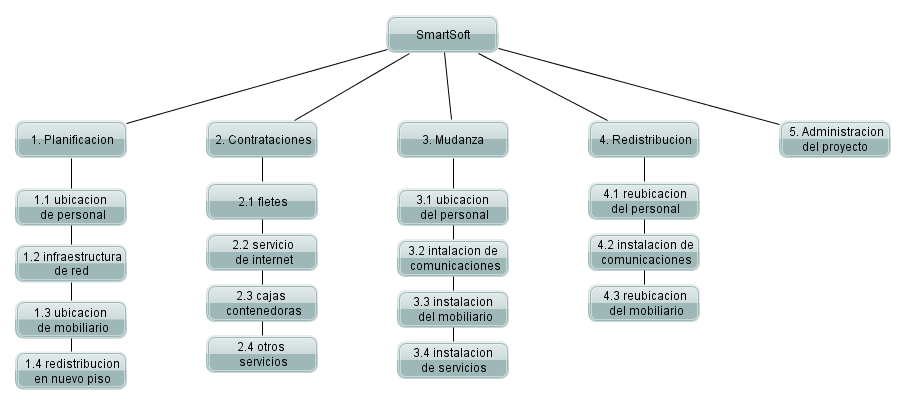 SmartSoft
1. Planificacion
2. Contrataciones
3. Mudanza
4. Redistribucion
5. Administracion
del proyecto
1.1 ubicacion
de personal
1.2 infraestructura
de red
1.3 ubicacion
de mobiliario
1.4 redistribucion
en nuevo piso
2.1 fletes
2.2 servicio
de internet
2.3 cajas
contenedoras
2.4 otros
servicios
3.1 ubicacion
del personal
3.2 intalacion de
comunicaciones
3.3 instalacion
del mobiliario
3.4 instalacion
de servicios
4.1 reubicacion
del personal
4.2 instalacion de
comunicaciones
4.3 reubicacion
del mobiliario